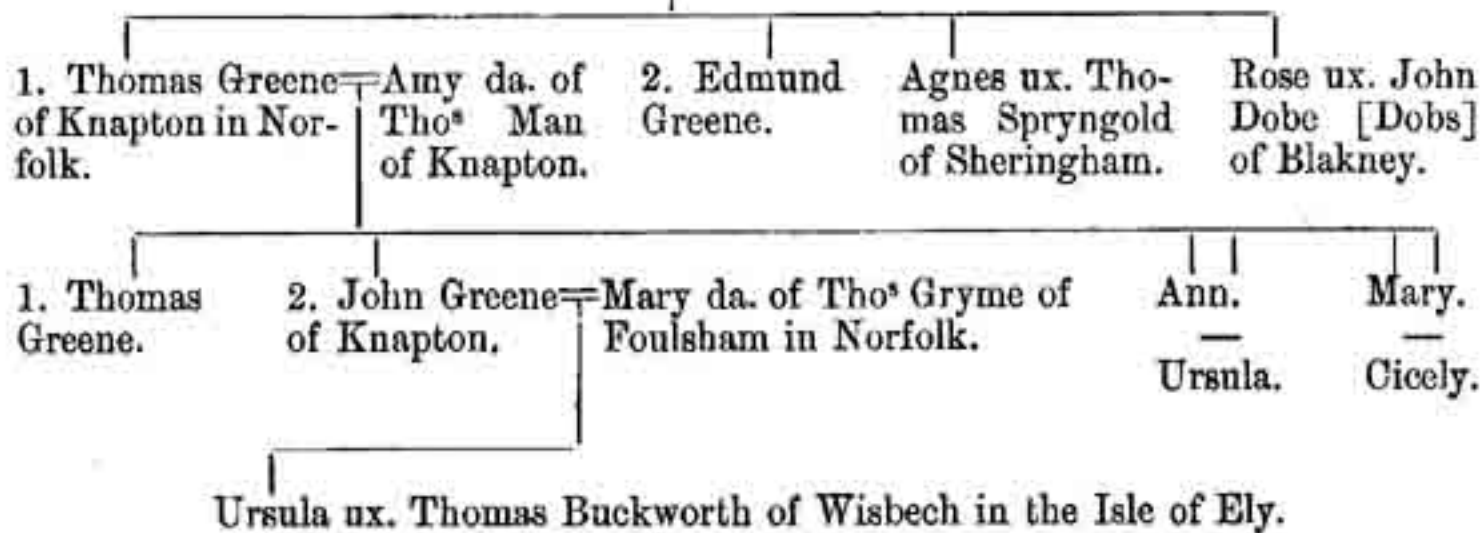 1. Thomas Greene
of Knapton in Nor-
folk.
Amy da. of
Thoˢ Man
of Knapton.
2. Edmund
Greene.
Agnes ux. Tho-
mas Spryngold
of Sheringham.
Rose ux. John
Dobe [Dobs]
of Blakney.
1. Thomas
Greene.
2. John Greene
of Knapton.
Mary da. of Thoˢ Gryme of
Foulsham in Norfolk.
Ann.
Ursula.
Mary.
Cicely.
Ursula ux. Thomas Buckworth of Wisbech in the Isle of Ely.